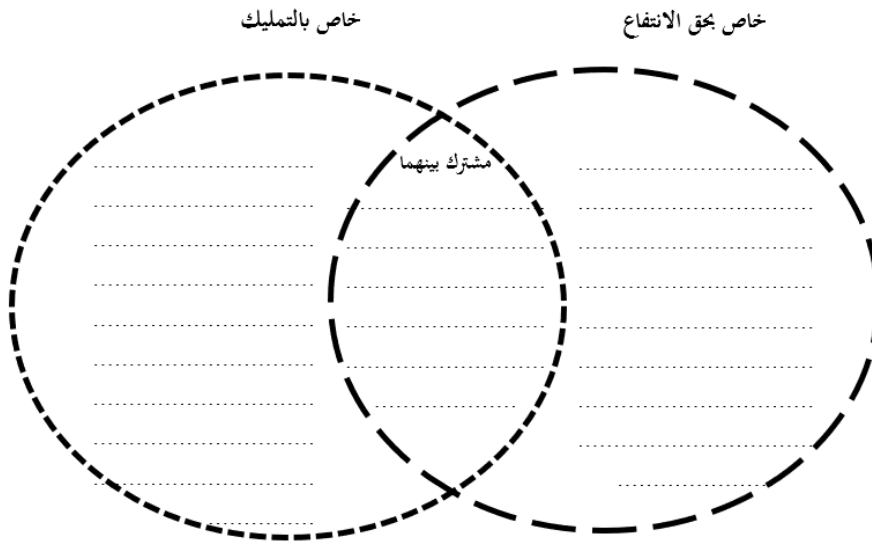 خاص بحق الانتفاع
خاص بالتمليك
مشترك بينهما